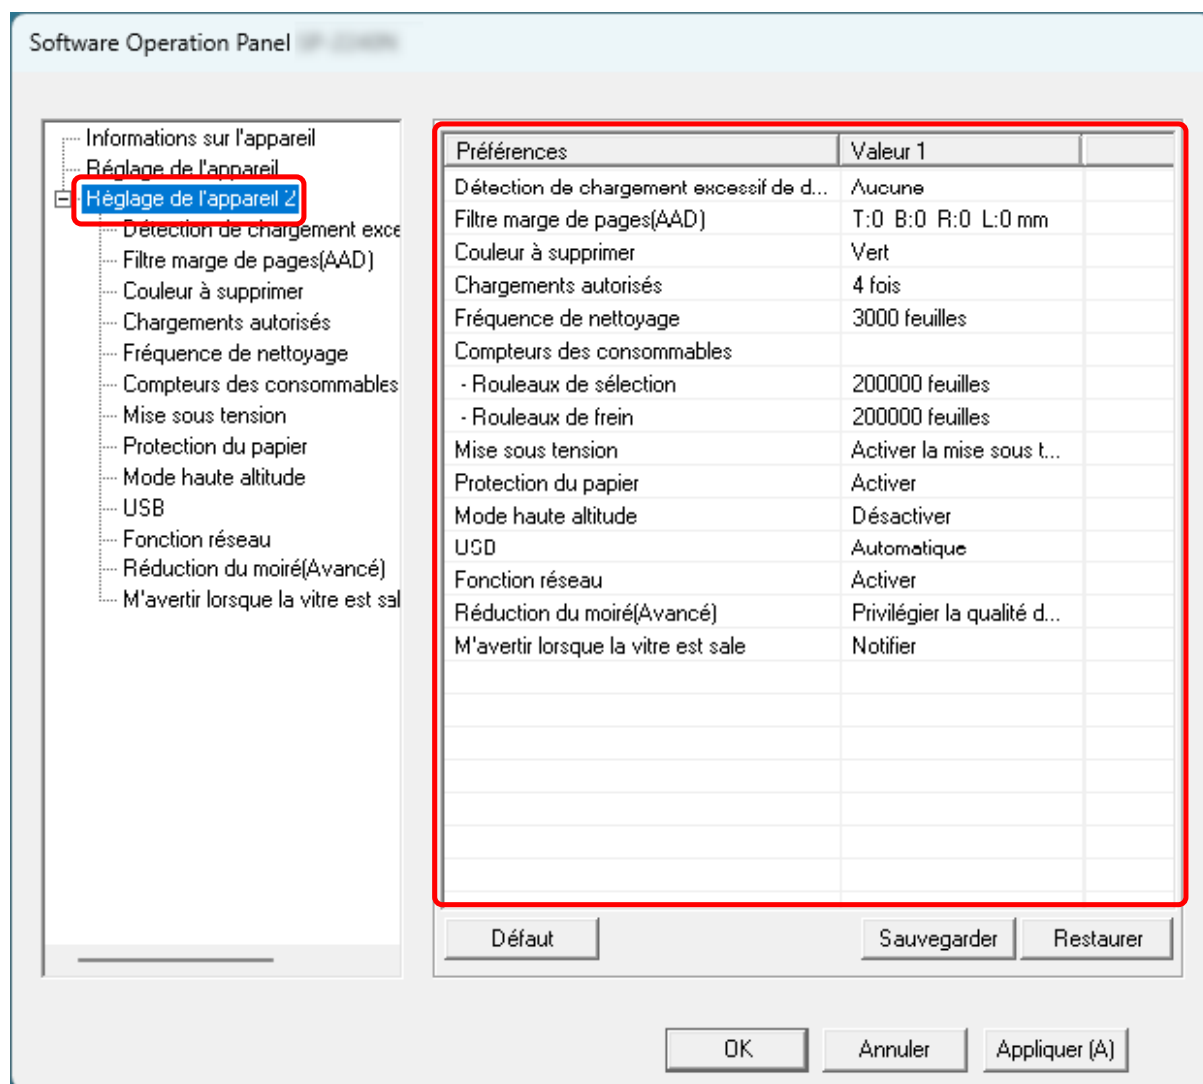 Software Operation Panel
Informations sur l'appareil
Réglage de l'appareil
Réglage de l'appareil 2
Détection de chargement exce
Filtre marge de pages(AAD)
Couleur à supprimer
Chargements autorisés
Fréquence de nettoyage
Compteurs des consommables
Mise sous tension
Protection du papier
Mode haute altitude
USB
Fonction réseau
Réduction du moiré(Avancé)
M'avertir lorsque la vitre est sal
Préférences Valeur 1
Détection de chargement excessif de d... Aucune
Filtre marge de pages(AAD) T:0 B:0 R:0 L:0 mm
Couleur à supprimer Vert
Chargements autorisés 4 fois
Fréquence de nettoyage 3000 feuilles
Compteurs des consommables
- Rouleaux de sélection 200000 feuilles
- Rouleaux de frein 200000 feuilles
Mise sous tension Activer la mise sous t...
Protection du papier Activer
Mode haute altitude Désactiver
USB Automatique
Fonction réseau Activer
Réduction du moiré(Avancé) Privilégier la qualité d...
M'avertir lorsque la vitre est sale Notifier
Défaut Sauvegarder Restaurer
OK Annuler Appliquer (A)